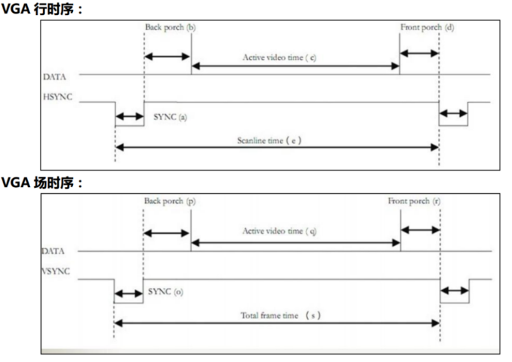 VGA 行时序：
Back porch (b)
Front porch (d)
Active video time ( c)
DATA
HSYNC
SYNC (a)
Scanline time ( e )
VGA 场时序：
Back porch (p)
Front porch (r)
Active video time ( q)
DATA
VSYNC
SYNC (o)
Total frame time （ s ）